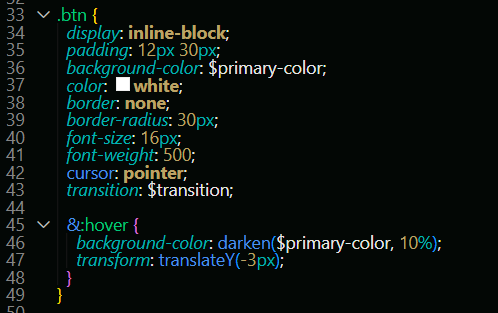 33 .btn {
34 display: inline-block;
35 padding: 12px 30px;
36 background-color: $primary-color;
37 color: white;
38 border: none;
39 border-radius: 30px;
40 font-size: 16px;
41 font-weight: 500;
42 cursor: pointer;
43 transition: $transition;
44
45 &:hover {
46 background-color: darken($primary-color, 10%);
47 transform: translateY(-3px);
48 }
49 }